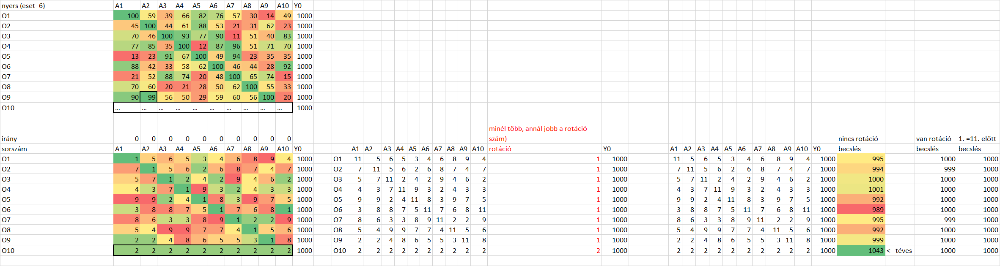 nyers (eset_6) A1 A2 A3 A4 A5 A6 A7 A8 A9 A10 Y0
O1 100 59 39 66 82 76 57 30 14 49 1000
O2 45 100 44 61 88 53 21 31 62 23 1000
O3 70 46 100 93 77 90 11 51 40 83 1000
O4 77 85 35 100 12 87 96 51 71 70 1000
O5 13 23 91 67 100 49 94 23 35 35 1000
O6 88 42 33 58 62 100 46 44 28 92 1000
O7 21 52 88 74 20 48 100 65 74 15 1000
O8 70 60 20 21 28 50 62 100 55 33 1000
O9 90 99 56 50 29 59 60 56 100 20 1000
O10 ... ... ... ... ... ... ... ... ... ... 1000
minél több, annál jobb a rotáció
irány 0 0 0 0 0 0 0 0 0 0 szám) nincs rotáció van rotáció 1. =11. előtt
sorszám A1 A2 A3 A4 A5 A6 A7 A8 A9 A10 Y0 A1 A2 A3 A4 A5 A6 A7 A8 A9 A10 rotáció Y0 A1 A2 A3 A4 A5 A6 A7 A8 A9 A10 Y0 becslés becslés becslés
O1 1 5 6 5 3 4 6 8 9 4 1000 O1 11 5 6 5 3 4 6 8 9 4 1 1000 11 5 6 5 3 4 6 8 9 4 1000 995 1000 1000
O2 7 1 5 6 2 6 8 7 4 7 1000 O2 7 11 5 6 2 6 8 7 4 7 1 1000 7 11 5 6 2 6 8 7 4 7 1000 994 999 1000
O3 5 7 1 2 4 2 9 4 6 2 1000 O3 5 7 11 2 4 2 9 4 6 2 1 1000 5 7 11 2 4 2 9 4 6 2 1000 1000 1000 1000
O4 4 3 7 1 9 3 2 4 3 3 1000 O4 4 3 7 11 9 3 2 4 3 3 1 1000 4 3 7 11 9 3 2 4 3 3 1000 1001 1000 1000
O5 9 9 2 4 1 8 3 9 7 5 1000 O5 9 9 2 4 11 8 3 9 7 5 1 1000 9 9 2 4 11 8 3 9 7 5 1000 992 1000 1000
O6 3 8 8 7 5 1 7 6 8 1 1000 O6 3 8 8 7 5 11 7 6 8 11 1 1000 3 8 8 7 5 11 7 6 8 11 1000 989 1000 1000
O7 8 6 3 3 8 9 1 2 2 9 1000 O7 8 6 3 3 8 9 11 2 2 9 1 1000 8 6 3 3 8 9 11 2 2 9 1000 995 999 1000
O8 5 4 9 9 7 7 4 1 5 6 1000 O8 5 4 9 9 7 7 4 11 5 6 1 1000 5 4 9 9 7 7 4 11 5 6 1000 992 1000 1000
O9 2 2 4 8 6 5 5 3 1 8 1000 O9 2 2 4 8 6 5 5 3 11 8 1 1000 2 2 4 8 6 5 5 3 11 8 1000 999 1000 1000
O10 2 2 2 2 2 2 2 2 2 2 1000 O10 2 2 2 2 2 2 2 2 2 2 2 1000 2 2 2 2 2 2 2 2 2 2 1000 1043 <--téves 1000 1000